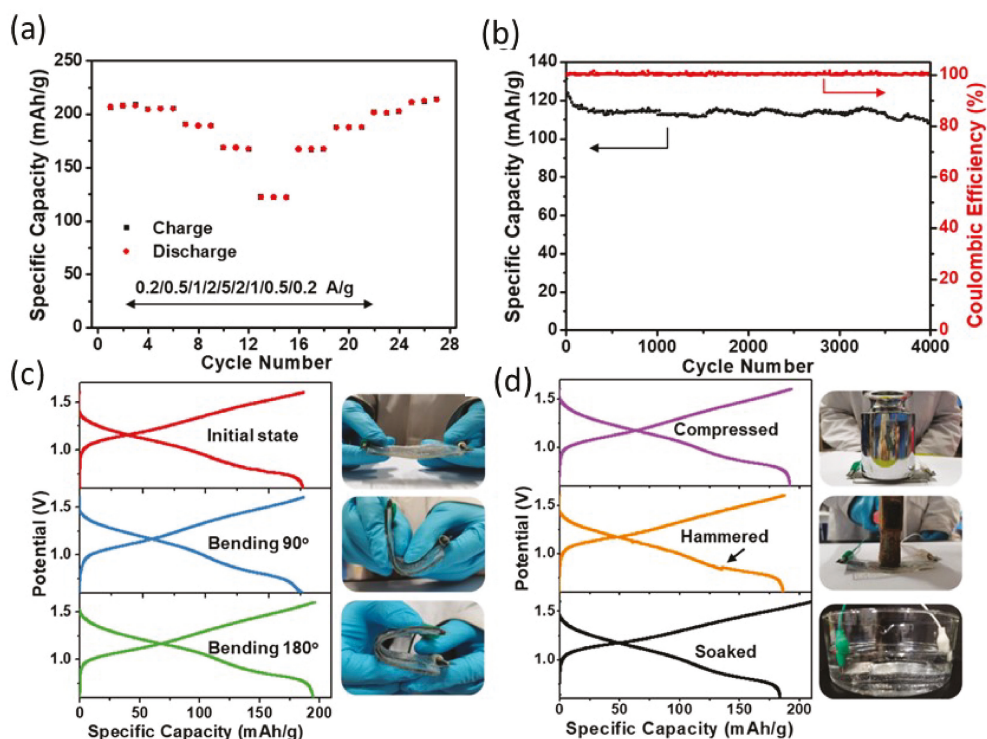 (a)
250
200
150
100
50
0
Specific Capacity (mAh/g)
Charge
Discharge
0.2/0.5/1/2/5/2/1/0.5/0.2 A/g
0 4 8 12 16 20 24 28
Cycle Number
(b)
140
120
100
80
60
40
20
0
Specific Capacity (mAh/g)
100
80
60
40
20
0
Coulombic Efficiency (%)
0 1000 2000 3000 4000
Cycle Number
(c)
1.5
1.0
Initial state
1.5
1.0
Bending 90°
1.5
1.0
Bending 180°
Potential (V)
0 50 100 150 200
Specific Capacity (mAh/g)
(d)
1.5
1.0
Compressed
1.5
1.0
Hammered
1.5
1.0
Soaked
Potential (V)
0 50 100 150 200
Specific Capacity (mAh/g)